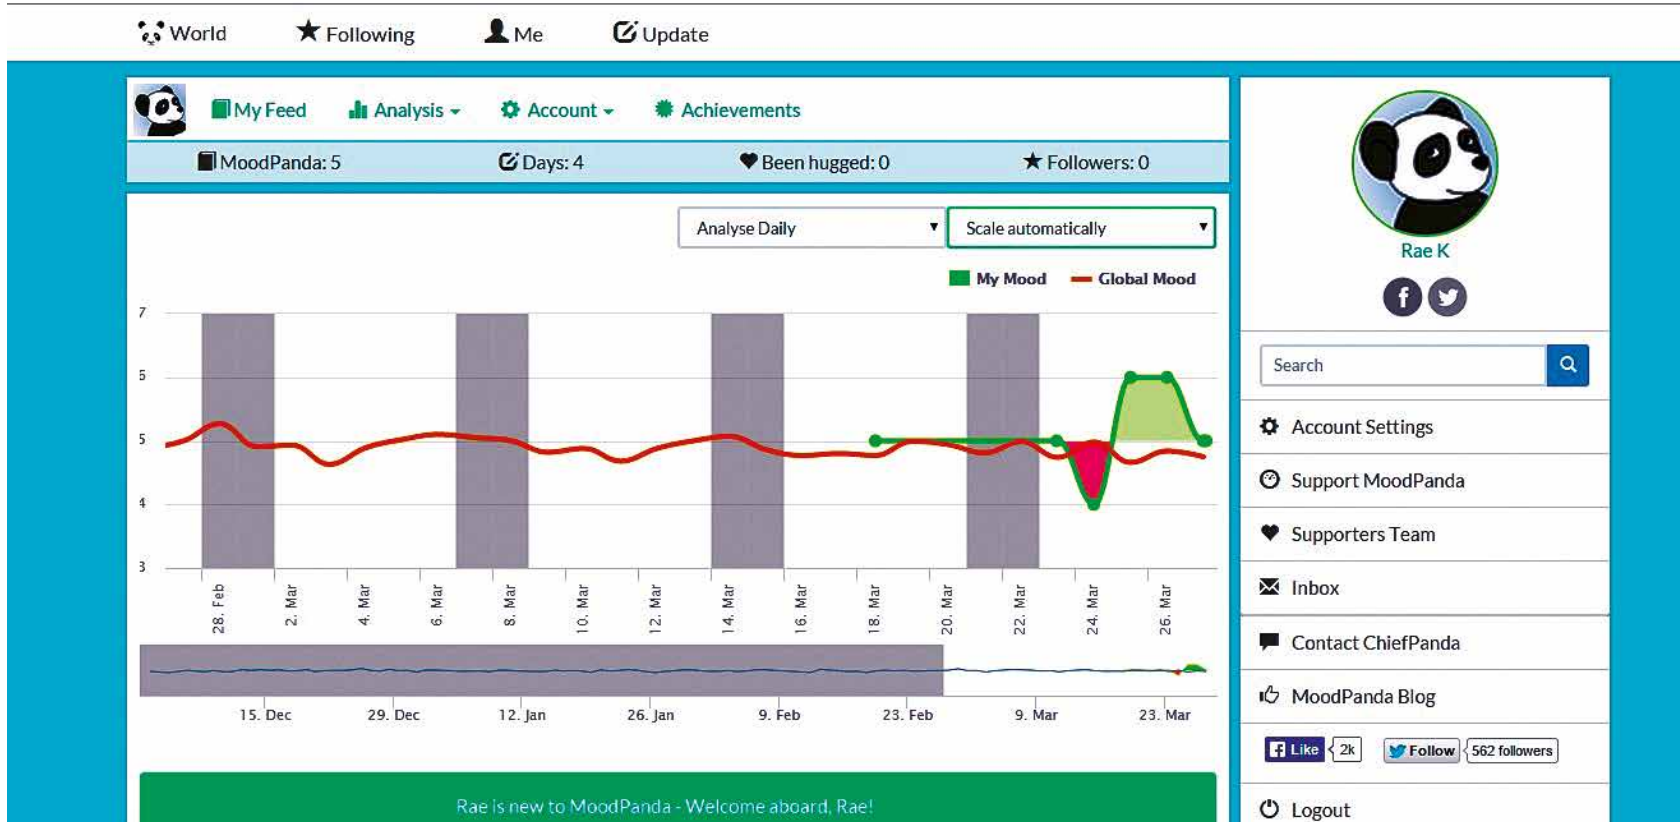 World Following Me Update
My Feed Analysis Account Achievements
MoodPanda: 5 Days: 4 Been hugged: 0 Followers: 0
Analyse Daily Scale automatically
My Mood Global Mood
7
6
5
4
3
28. Feb 2. Mar 4. Mar 6. Mar 8. Mar 10. Mar 12. Mar 14. Mar 16. Mar 18. Mar 20. Mar 22. Mar 24. Mar 26. Mar
15. Dec 29. Dec 12. Jan 26. Jan 9. Feb 23. Feb 9. Mar 23. Mar
Rae is new to MoodPanda - Welcome aboard, Rae!
Rae K
Search
Account Settings
Support MoodPanda
Supporters Team
Inbox
Contact ChiefPanda
MoodPanda Blog
Like 2k Follow 562 followers
Logout